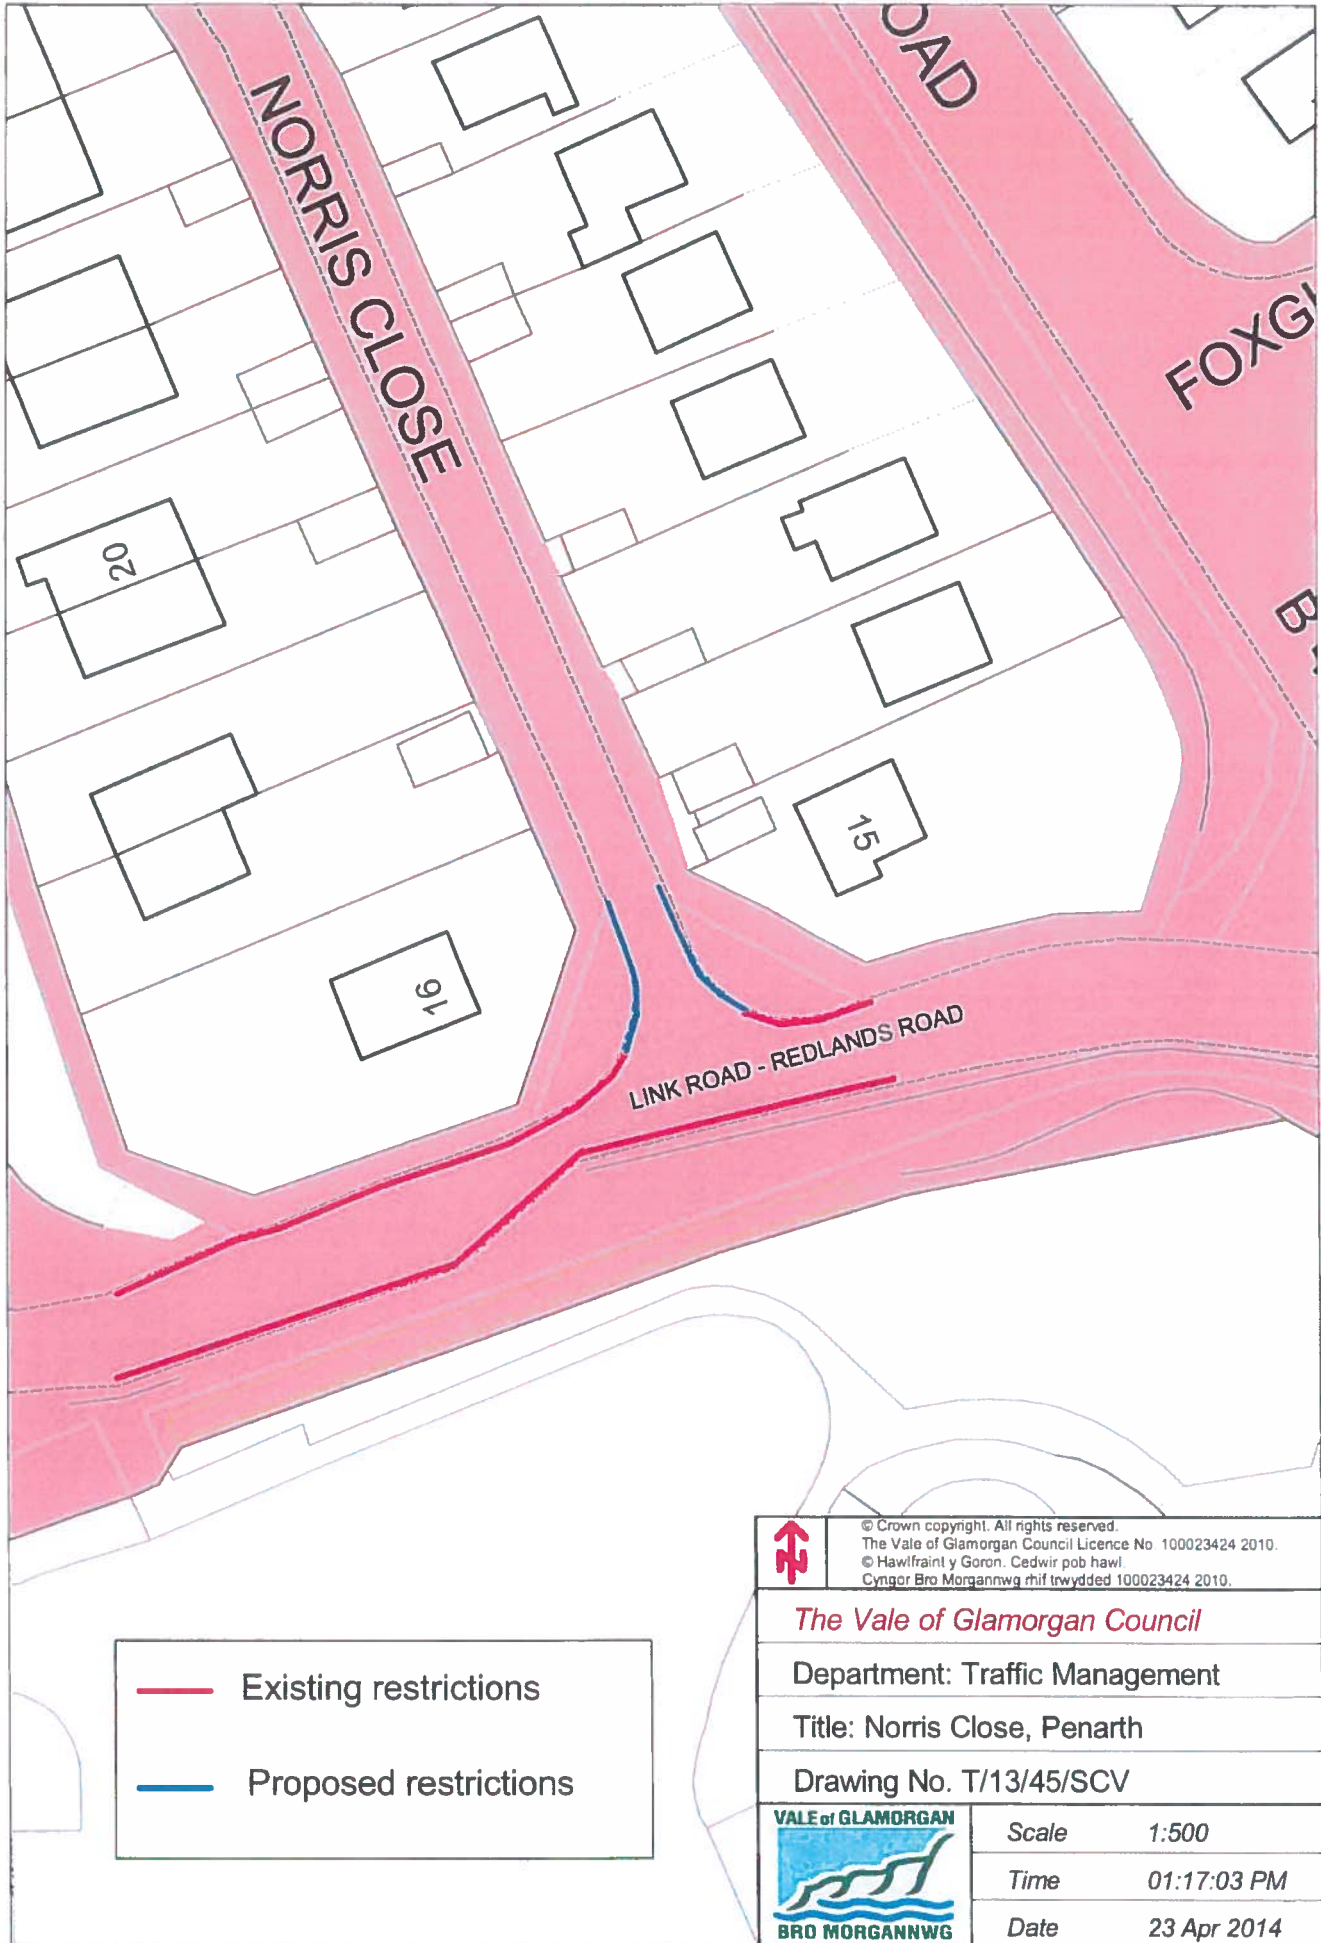 OAD
NORRIS CLOSE
FOXG
20
15
16
LINK ROAD - REDLANDS ROAD
© Crown copyright. All rights reserved.
The Vale of Glamorgan Council Licence No. 100023424 2010.
© Hawlfraint y Goron. Cedwir pob hawl.
Cyngor Bro Morgannwg rhif trwydded 100023424 2010.
N
The Vale of Glamorgan Council
Department: Traffic Management
Title: Norris Close, Penarth
Drawing No. T/13/45/SCV
Existing restrictions
Proposed restrictions
VALE of GLAMORGAN
BRO MORGANNWG
Scale 1:500
Time 01:17:03 PM
Date 23 Apr 2014